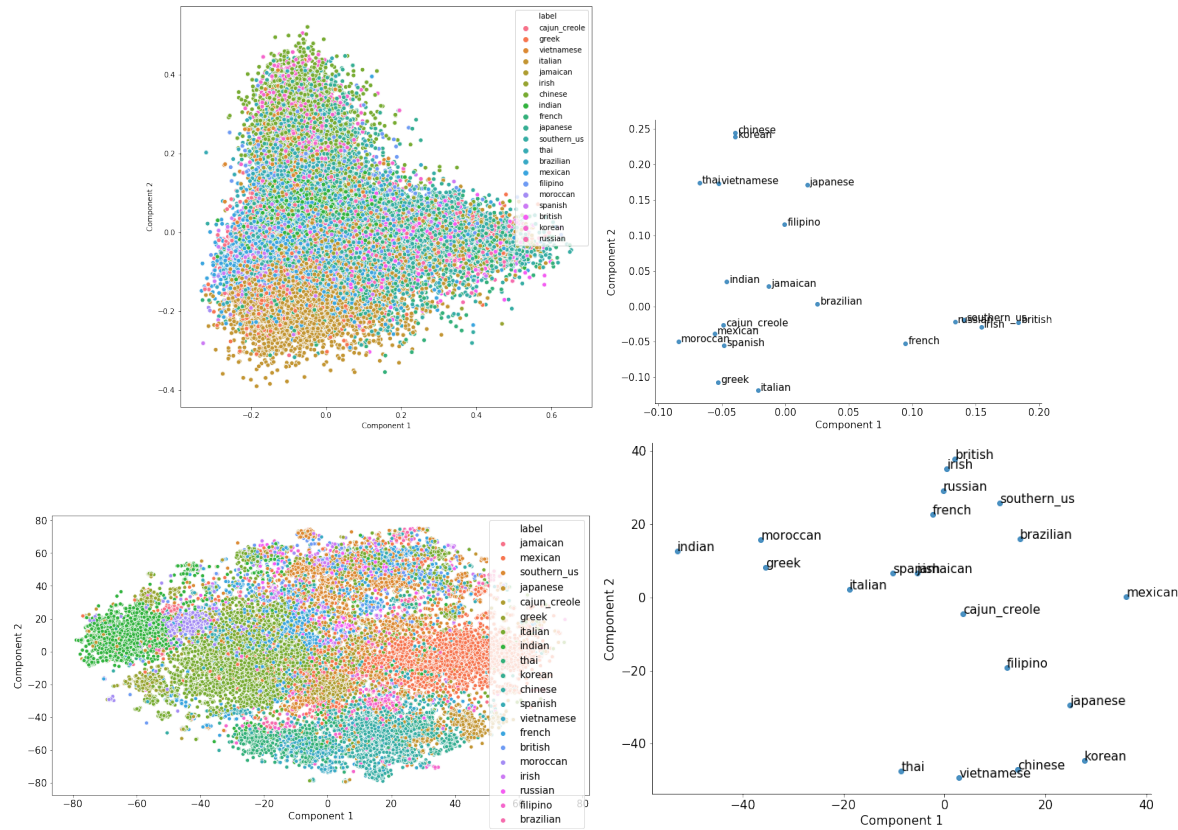 label
cajun_creole
greek
vietnamese
italian
jamaican
irish
chinese
indian
french
japanese
southern_us
thai
brazilian
mexican
filipino
moroccan
spanish
british
korean
russian
0.4
0.2
0.0
−0.2
−0.4
−0.2 0.0 0.2 0.4 0.6
Component 1
Component 2
0.25
0.20
0.15
0.10
0.05
0.00
−0.05
−0.10
−0.10 −0.05 0.00 0.05 0.10 0.15 0.20
Component 1
Component 2
chinese
korean
thai vietnamese japanese
filipino
indian
jamaican
brazilian
cajun_creole
mexican
moroccan
spanish
russian southern_us irish british
french
greek
italian
label
jamaican
mexican
southern_us
japanese
cajun_creole
greek
italian
indian
thai
korean
chinese
spanish
vietnamese
french
british
moroccan
irish
russian
filipino
brazilian
80
60
40
20
0
−20
−40
−60
−80
−80 −60 −40 −20 0 20 40 60 80
Component 1
Component 2
40
20
0
−20
−40
−40 −20 0 20 40
Component 1
Component 2
british
irish
russian
southern_us
french
brazilian
moroccan
indian
greek
spanish jamaican
italian
mexican
cajun_creole
filipino
japanese
korean
thai
chinese
vietnamese